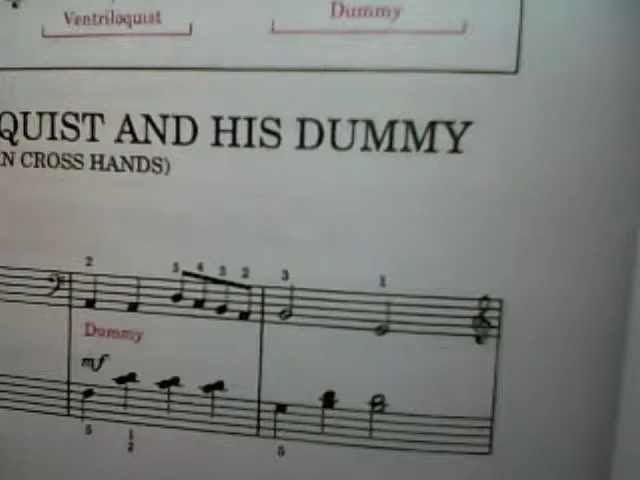 Ventriloquist Dummy
QUIST AND HIS DUMMY
N CROSS HANDS)
2 5 4 3 2 3 1
Dummy
mf
5 1 5
2